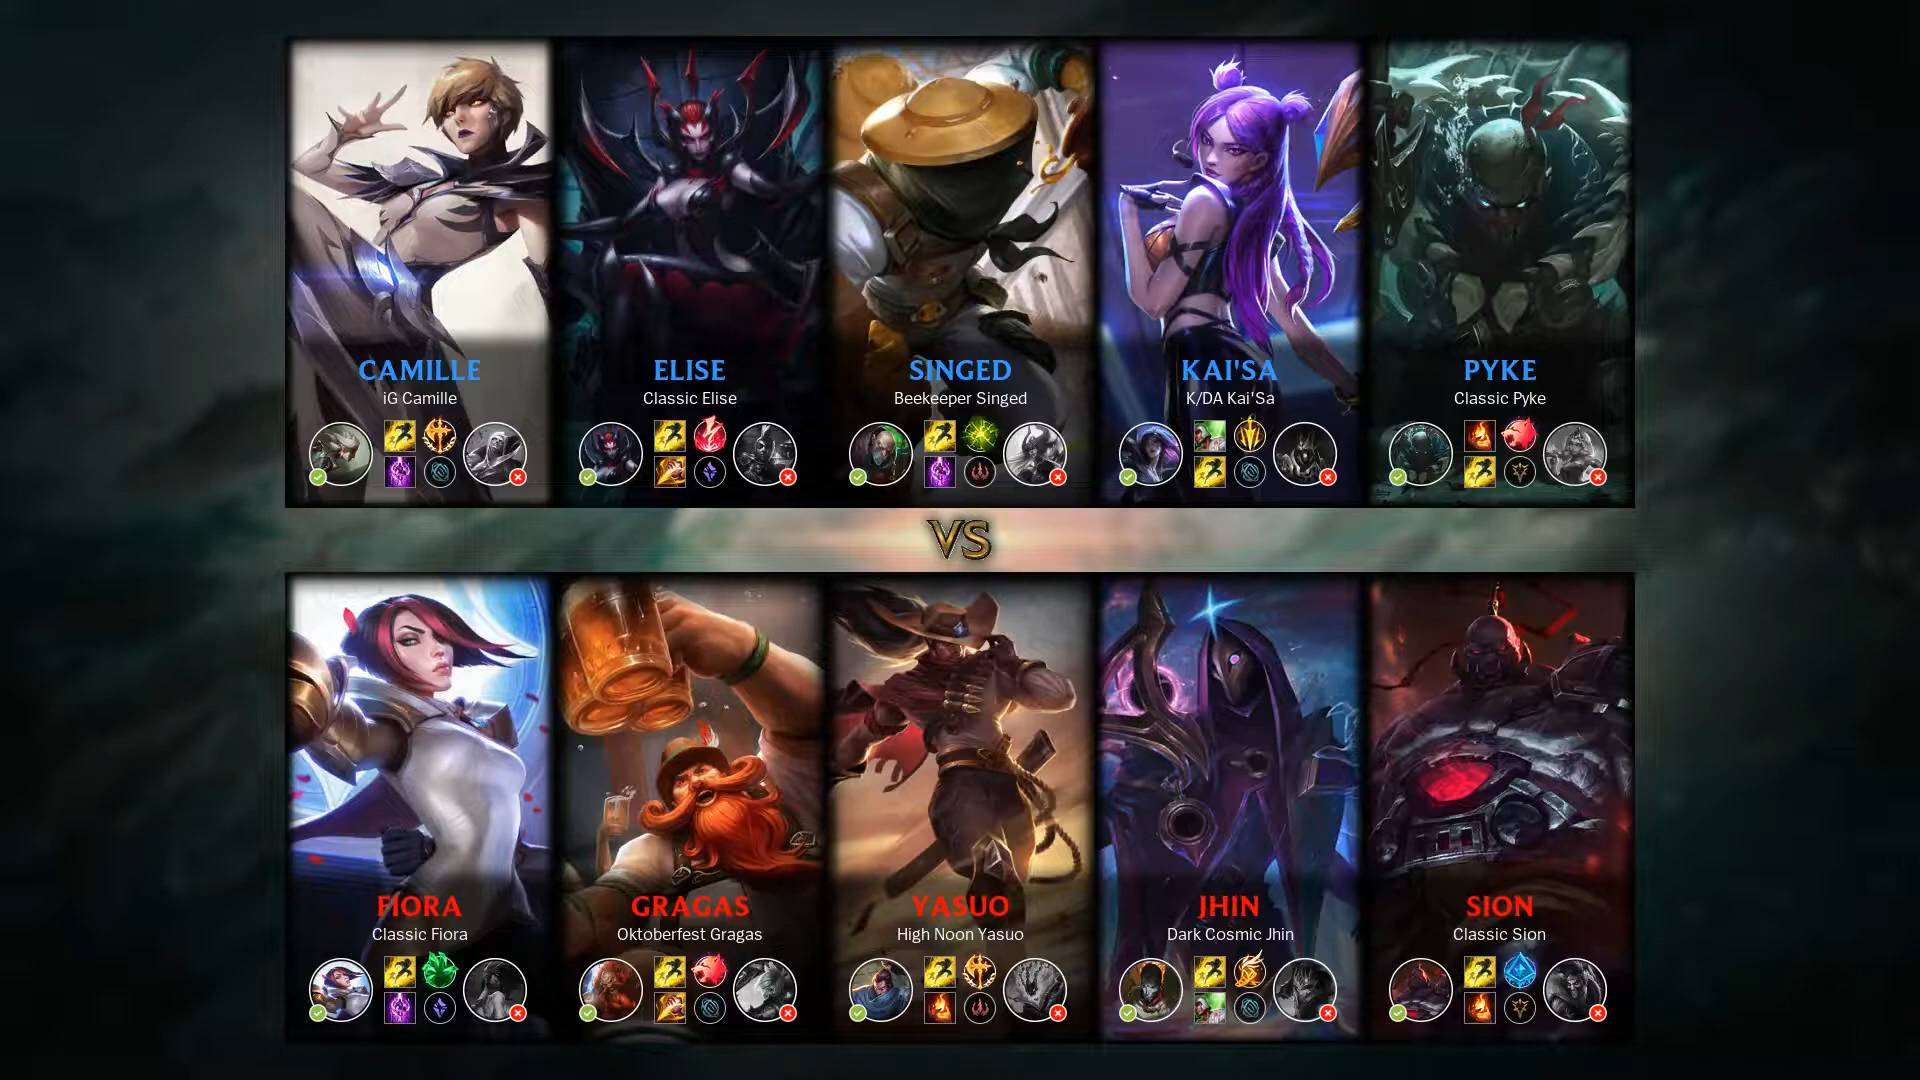 CAMILLE
iG Camille
ELISE
Classic Elise
SINGED
Beekeeper Singed
KAI'SA
K/DA Kai'Sa
PYKE
Classic Pyke
VS
FIORA
Classic Fiora
GRAGAS
Oktoberfest Gragas
YASUO
High Noon Yasuo
JHIN
Dark Cosmic Jhin
SION
Classic Sion